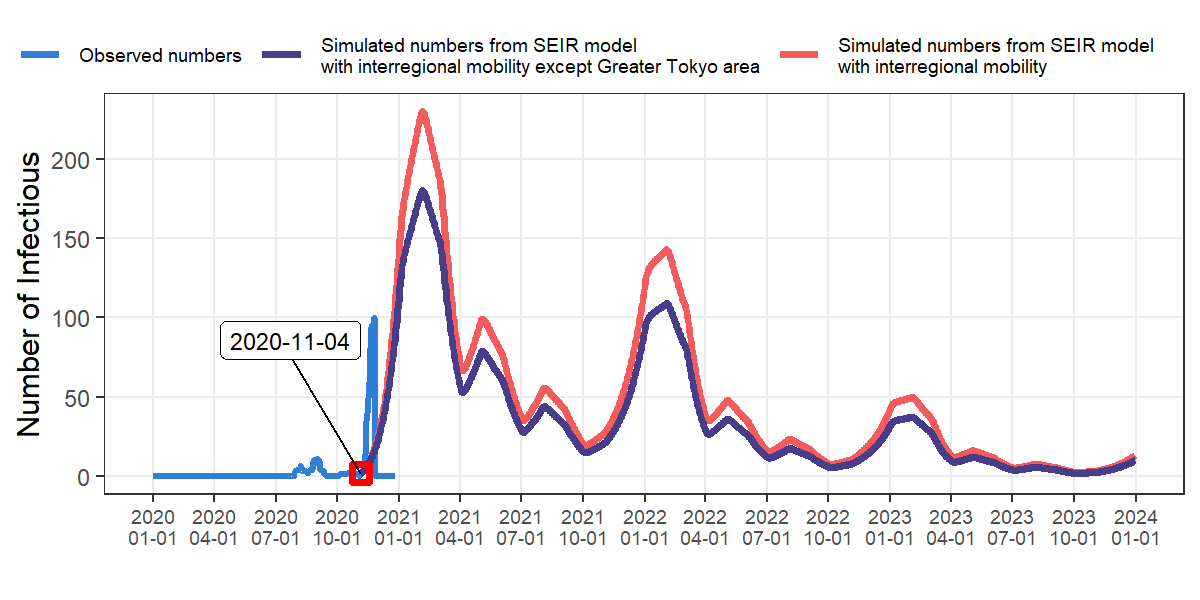 Observed numbers
Simulated numbers from SEIR model
with interregional mobility except Greater Tokyo area
Simulated numbers from SEIR model
with interregional mobility
Number of Infectious
200
150
100
50
0
2020-11-04
2020 2020 2020 2020 2021 2021 2021 2021 2022 2022 2022 2022 2023 2023 2023 2023 2024
01-01 04-01 07-01 10-01 01-01 04-01 07-01 10-01 01-01 04-01 07-01 10-01 01-01 04-01 07-01 10-01 01-01